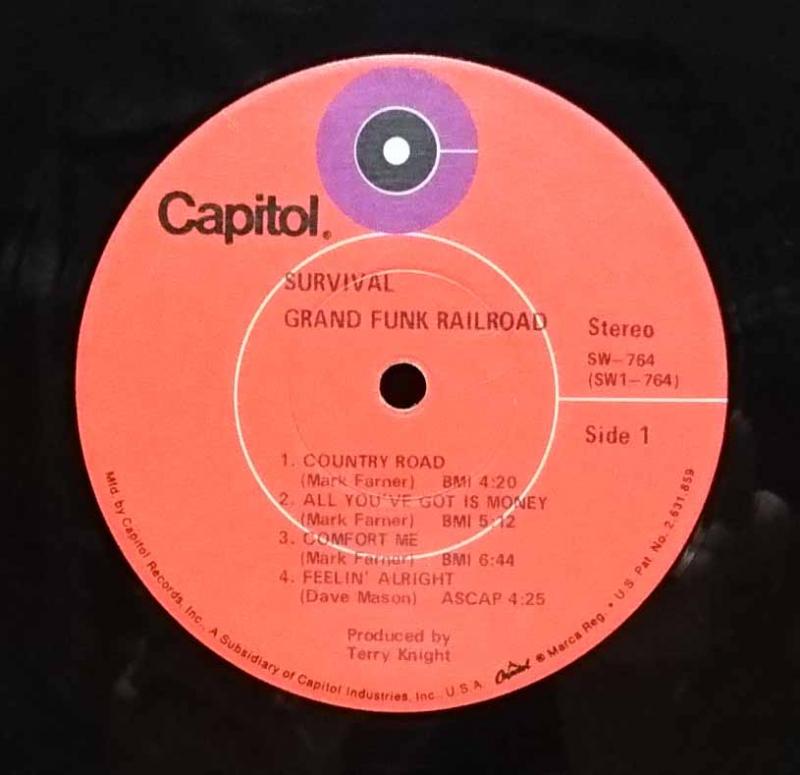 Capitol®
SURVIVAL
GRAND FUNK RAILROAD
Stereo
SW-764
(SW1-764)
Side 1
1. COUNTRY ROAD
(Mark Farner) BMI 4:20
2. ALL YOU'VE GOT IS MONEY
(Mark Farner) BMI 5:12
3. COMFORT ME
(Mark Farner) BMI 6:44
4. FEELIN' ALRIGHT
(Dave Mason) ASCAP 4:25
Produced by
Terry Knight
Mfd. by Capitol Records, Inc., A Subsidiary of Capitol Industries, Inc., U.S.A. Capitol ® Marca Reg. • U.S. Pat. No. 2,631,859